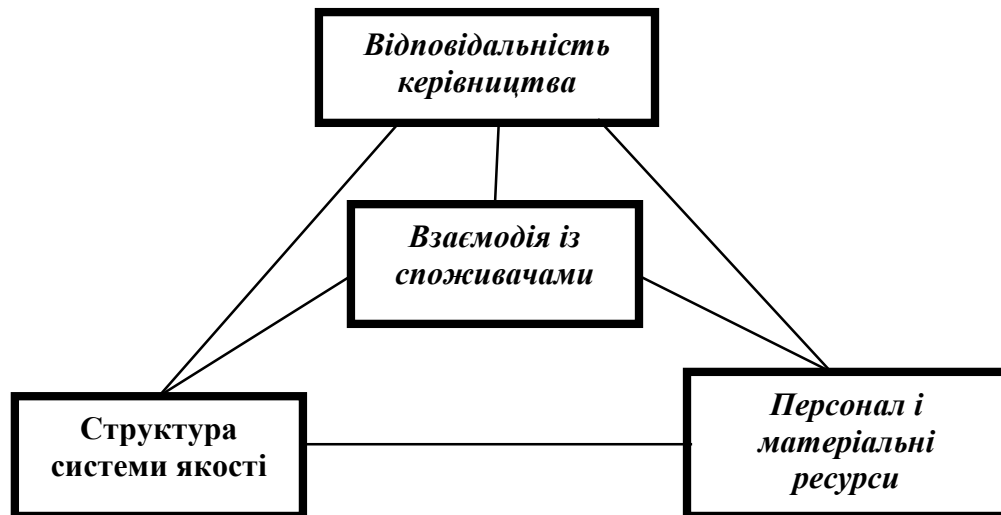 Відповідальність
керівництва
Взаємодія із
споживачами
Структура
системи якості
Персонал і
матеріальні
ресурси